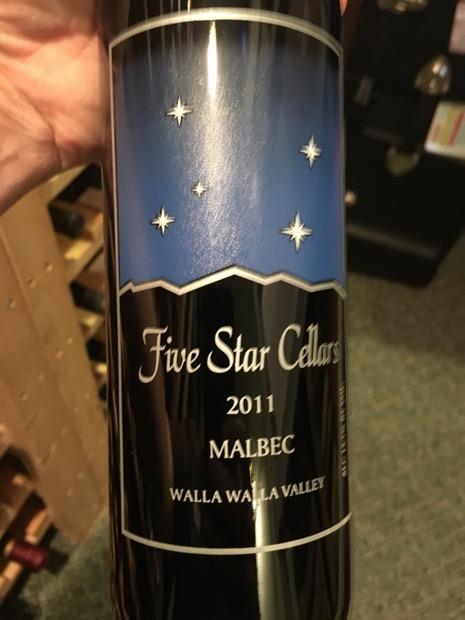 Five Star Cellars
2011
MALBEC
WALLA WALLA VALLEY